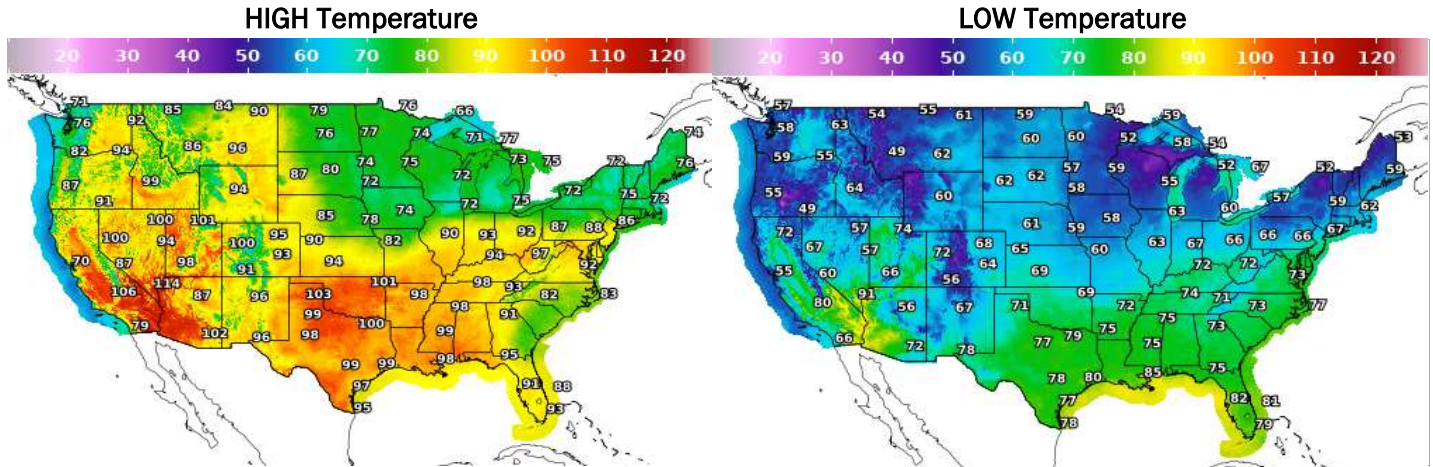 HIGH Temperature
LOW Temperature
20 30 40 50 60 70 80 90 100 110 120
20 30 40 50 60 70 80 90 100 110 120
71 85 84 90 79 76 66
76 92 86 96 76 77 74 71 77 74
82 94 99 94 87 80 74 75 72 73 75 72 76
87 91 72 72 75 72 75 72
100 101 85 78 74 90 93 92 87 88 86
100 94 100 95 93 90 82 94 97 92
70 87 98 91 94 101 98 93 83
106 114 87 96 103 98 98 82
79 102 96 99 98 100 99 91
99 99 98 95
97 95 91 88 93
57 54 55 61 59 54 59
58 63 49 62 60 60 52 58 54 53
59 55 64 60 62 62 57 59 55 52 67 52 59
55 49 58 63 60 57 59 62
72 57 74 61 59 58 63 67 66 66 66 67
67 57 72 68 65 60 72 72
55 60 66 56 64 69 69 74 71 73
80 91 56 67 71 72 75 73 77
66 72 78 77 79 75 75 73
78 80 85 75
77 78 82 81 79